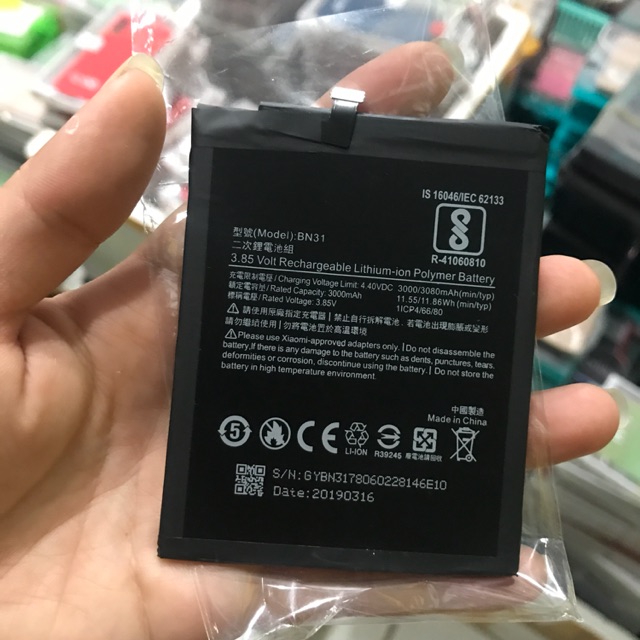 IS 16046/IEC 62133
R-41060810
型號(Model):BN31
二次鋰電池組
3.85 Volt Rechargeable Lithium-ion Polymer Battery
充電限制電壓 / Charging Voltage Limit: 4.40VDC 3000/3080mAh(min/typ)
額定電容量 / Rated Capacity: 3000mAh 11.55/11.86Wh(min/typ)
標稱電壓 / Rated Voltage: 3.85V 1ICP4/66/80
請使用原廠指定充電器 | 禁止自行拆解電池、若電池出現膨脹或變形
請勿繼續使用 | 勿將電池置於高溫環境
Please use Xiaomi-approved adapters only. | Do not disassemble the
battery,If there is any damage to the battery such as dents, punctures, tears,
deformities or corrosion, discontinue using the battery. | Do not store the
battery in high temperature environment.
中國製造
Made in China
5
CE
LI-ION
R39245
廢電池請回收
S/N:GYBN3178060228146E10
Date:20190316